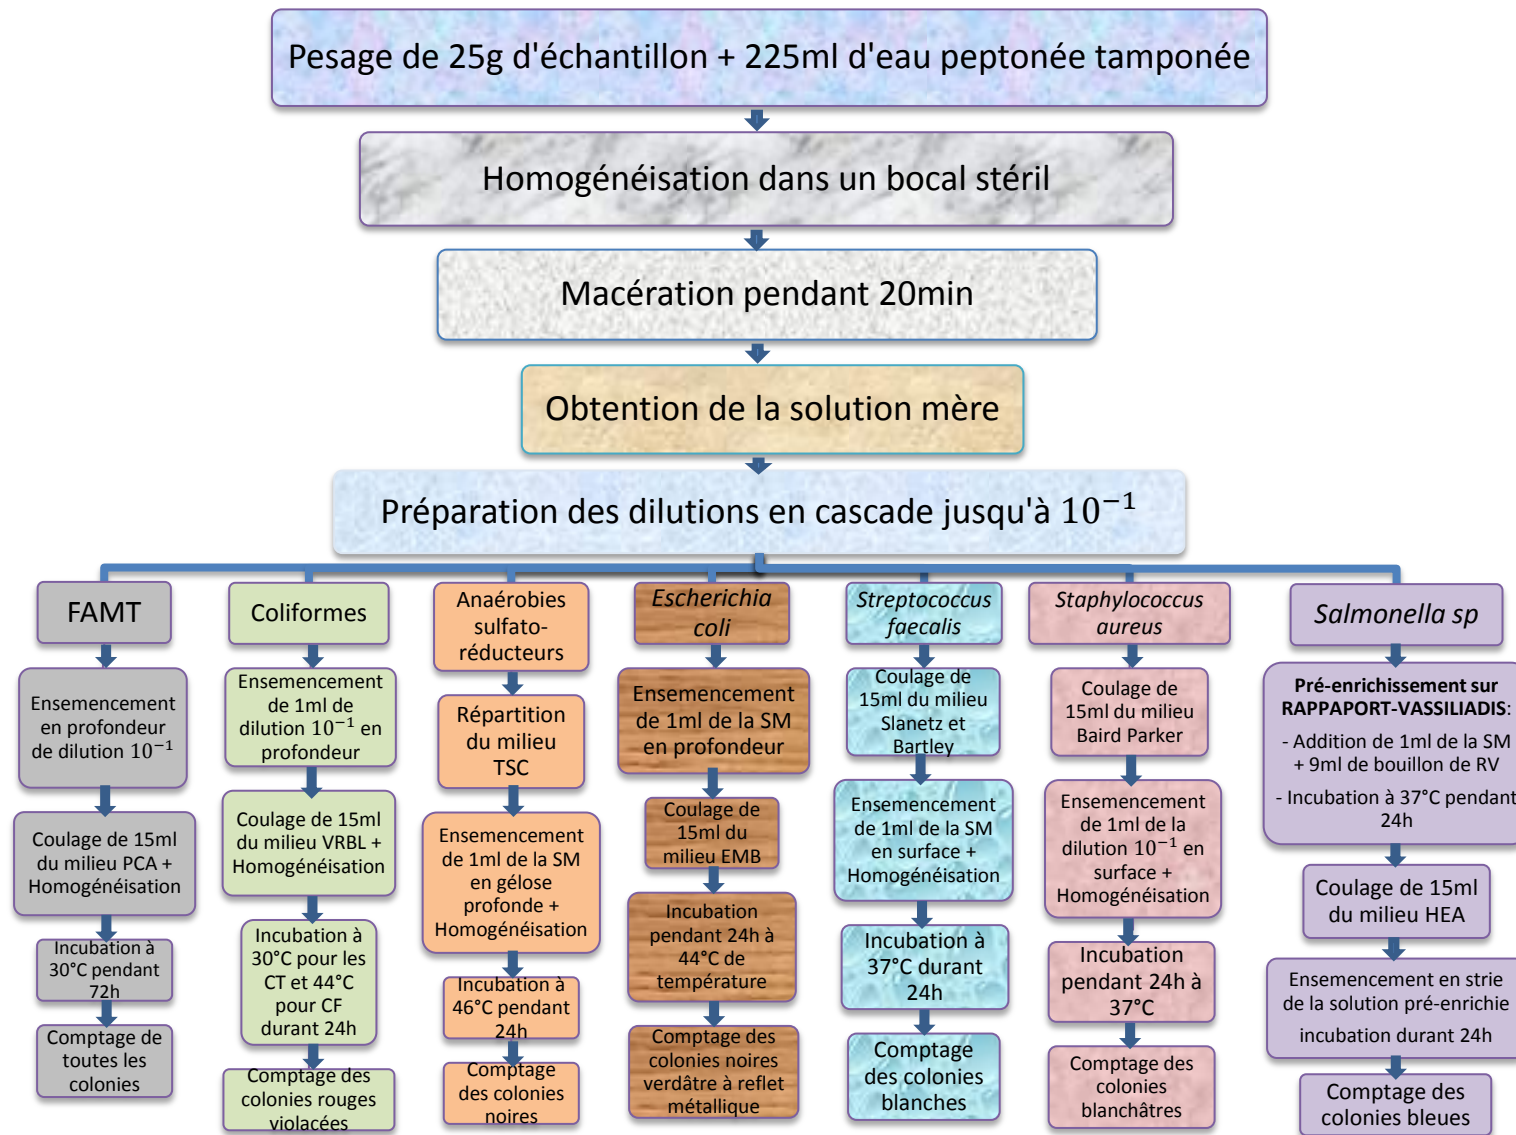 Pesage de 25g d'échantillon + 225ml d'eau peptonée tamponée
Homogénéisation dans un bocal stéril
Macération pendant 20min
Obtention de la solution mère
Préparation des dilutions en cascade jusqu'à 10⁻¹
FAMT
Ensemencement
en profondeur
de dilution 10⁻¹
Coulage de 15ml
du milieu PCA +
Homogénéisation
Incubation à
30°C pendant
72h
Comptage de
toutes les
colonies
Coliformes
Ensemencement
de 1ml de
dilution 10⁻¹ en
profondeur
Coulage de 15ml
du milieu VRBL +
Homogénéisation
Incubation à
30°C pour les
CT et 44°C
pour CF
durant 24h
Comptage des
colonies rouges
violacées
Anaérobies
sulfato-
réducteurs
Répartition
du milieu
TSC
Ensemencement
de 1ml de la SM
en gélose
profonde +
Homogénéisation
Incubation à
46°C pendant
24h
Comptage
des colonies
noires
Escherichia
coli
Ensemencement
de 1ml de la SM
en profondeur
Coulage de
15ml du
milieu EMB
Incubation
pendant 24h à
44°C de
température
Comptage des
colonies noires
verdâtre à reflet
métallique
Streptococcus
faecalis
Coulage de
15ml du milieu
Slanetz et
Bartley
Ensemencement
de 1ml de la SM
en surface +
Homogénéisation
Incubation à
37°C durant
24h
Comptage
des colonies
blanches
Staphylococcus
aureus
Coulage de
15ml du milieu
Baird Parker
Ensemencement
de 1ml de la
dilution 10⁻¹ en
surface +
Homogénéisation
Incubation
pendant 24h à
37°C
Comptage des
colonies
blanchâtres
Salmonella sp
Pré-enrichissement sur
RAPPAPORT-VASSILIADIS:
- Addition de 1ml de la SM
+ 9ml de bouillon de RV
- Incubation à 37°C pendant
24h
Coulage de 15ml
du milieu HEA
Ensemencement en strie
de la solution pré-enrichie
incubation durant 24h
Comptage des
colonies bleues